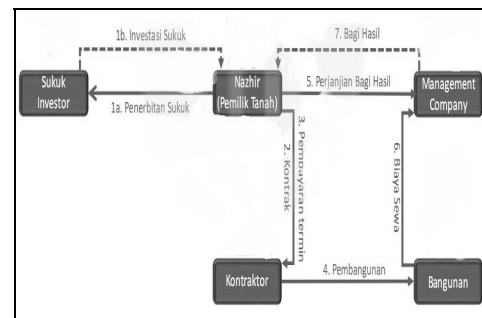 1b. Investasi Sukuk
7. Bagi Hasil
Sukuk
Investor
Nazhir
(Pemilik Tanah)
5. Perjanjian Bagi Hasil
Management
Company
1a. Penerbitan Sukuk
3. Pembayaran termin
2. Kontrak
6. Biaya Sewa
Kontraktor
4. Pembangunan
Bangunan